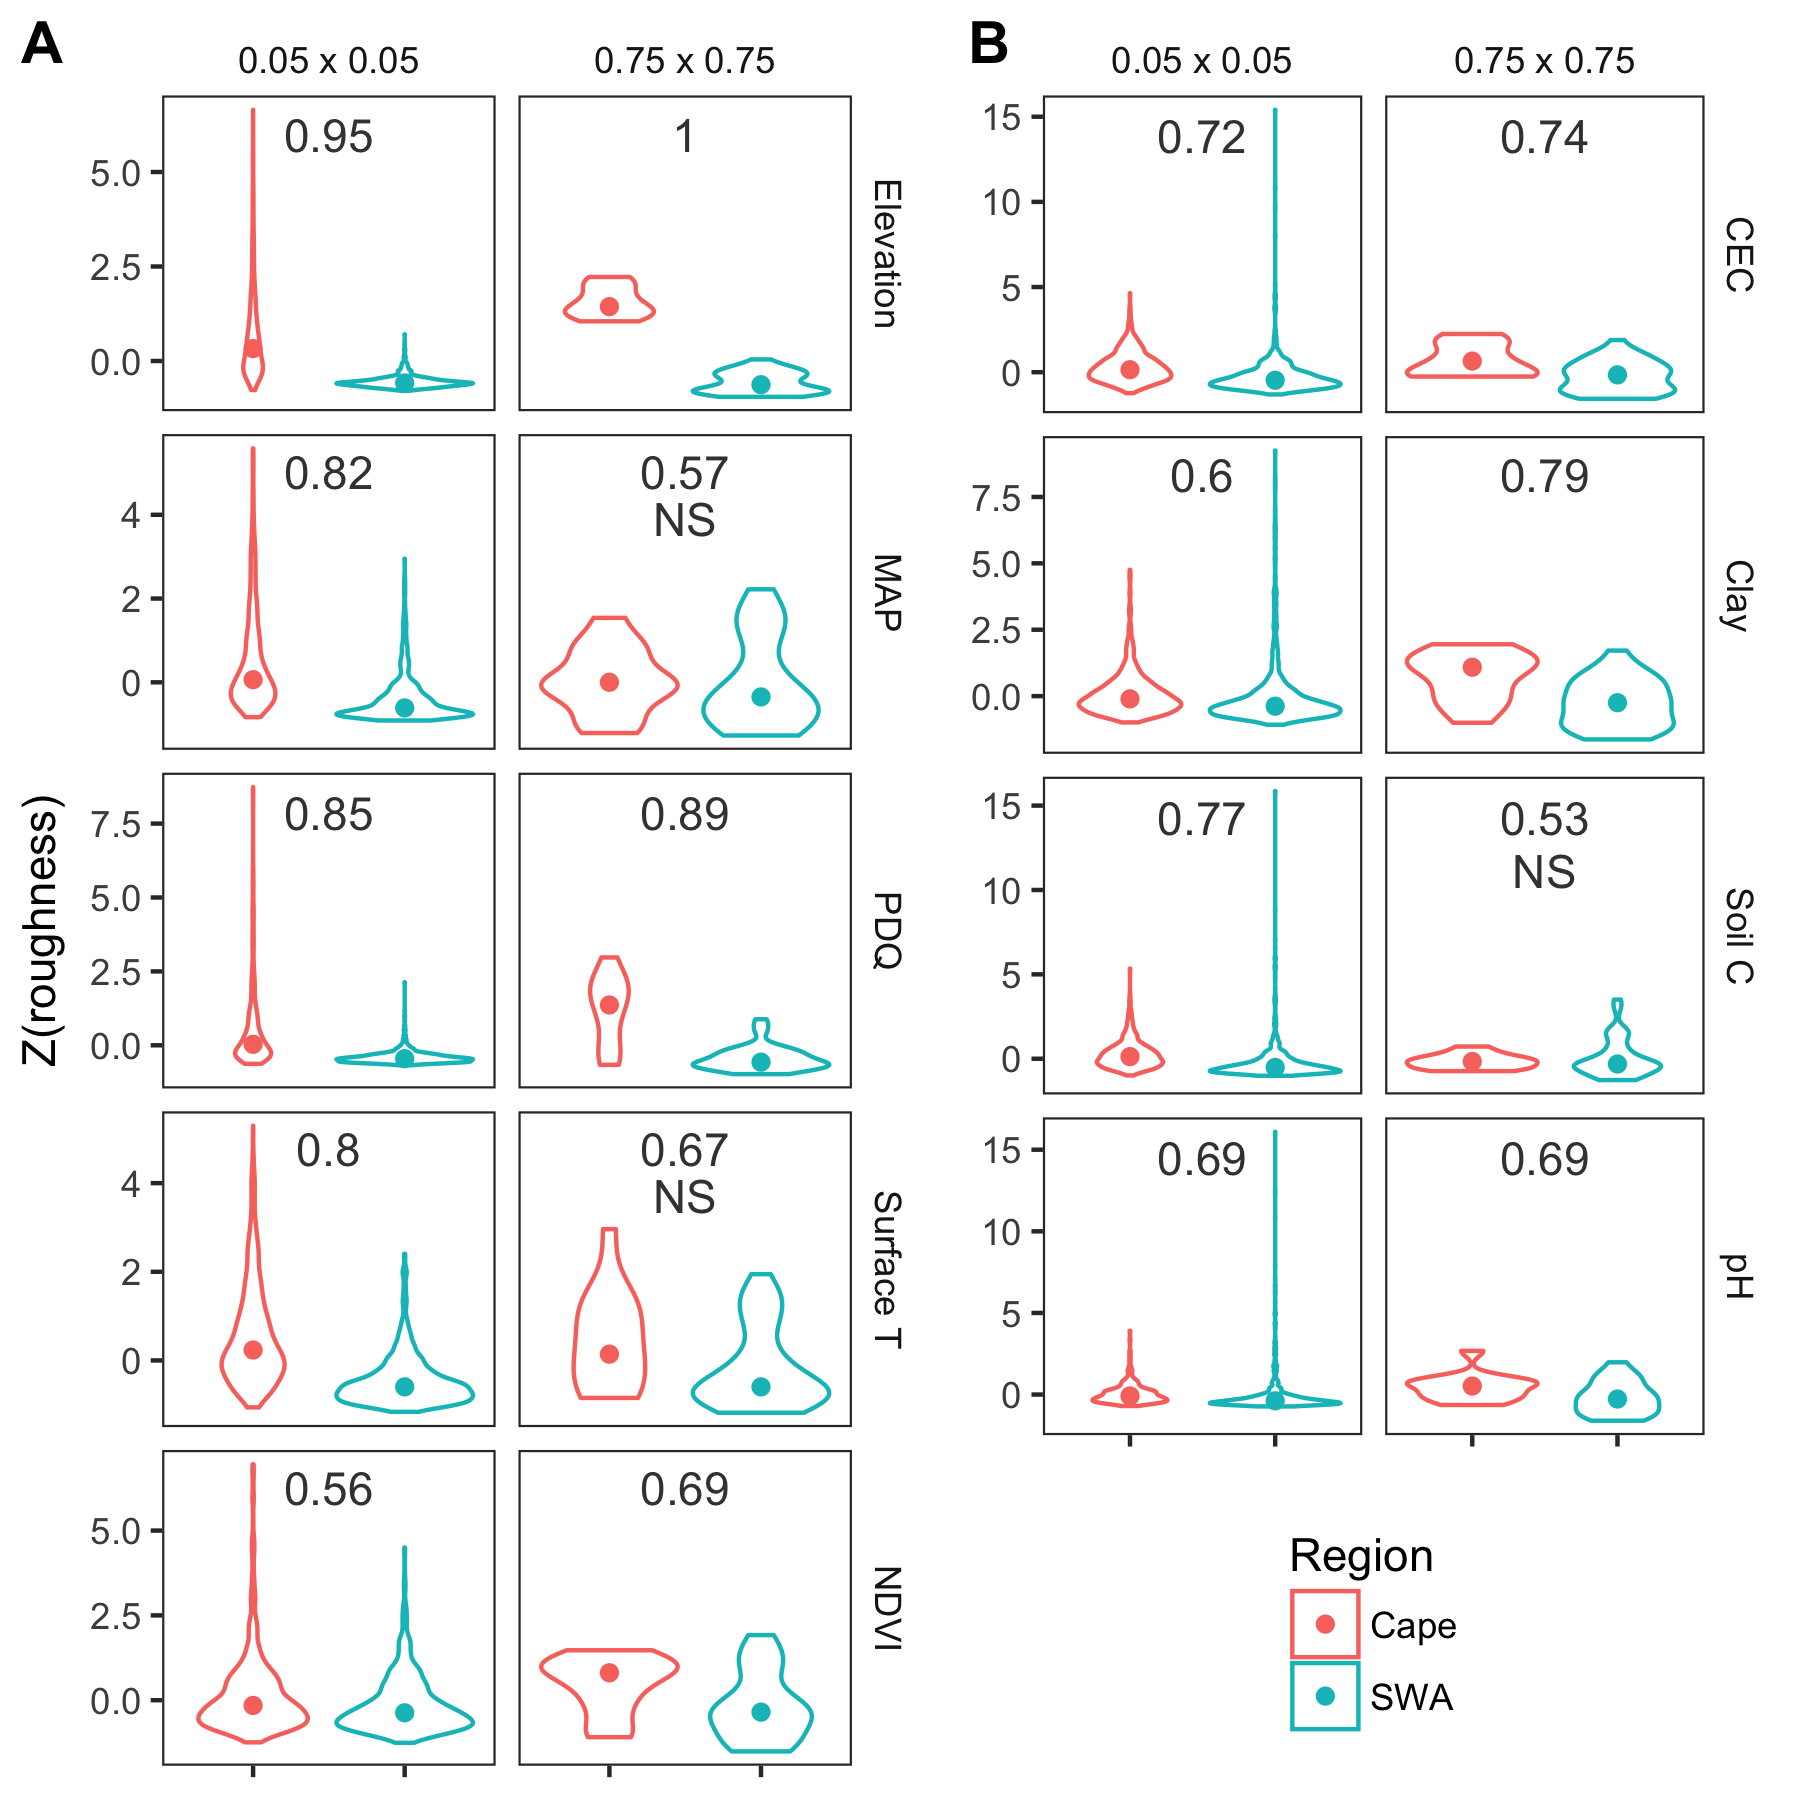 A
0.05 x 0.05 0.75 x 0.75
0.95 1
5.0
2.5
0.0
Elevation
0.82 0.57
NS
4
2
0
MAP
Z(roughness)
0.85 0.89
7.5
5.0
2.5
0.0
PDQ
0.8 0.67
NS
4
2
0
Surface T
0.56 0.69
5.0
2.5
0.0
NDVI
B
0.05 x 0.05 0.75 x 0.75
15
0.72 0.74
10
5
0
CEC
0.6 0.79
7.5
5.0
2.5
0.0
Clay
15
0.77 0.53
NS
10
5
0
Soil C
15
0.69 0.69
10
5
0
pH
Region
Cape
SWA